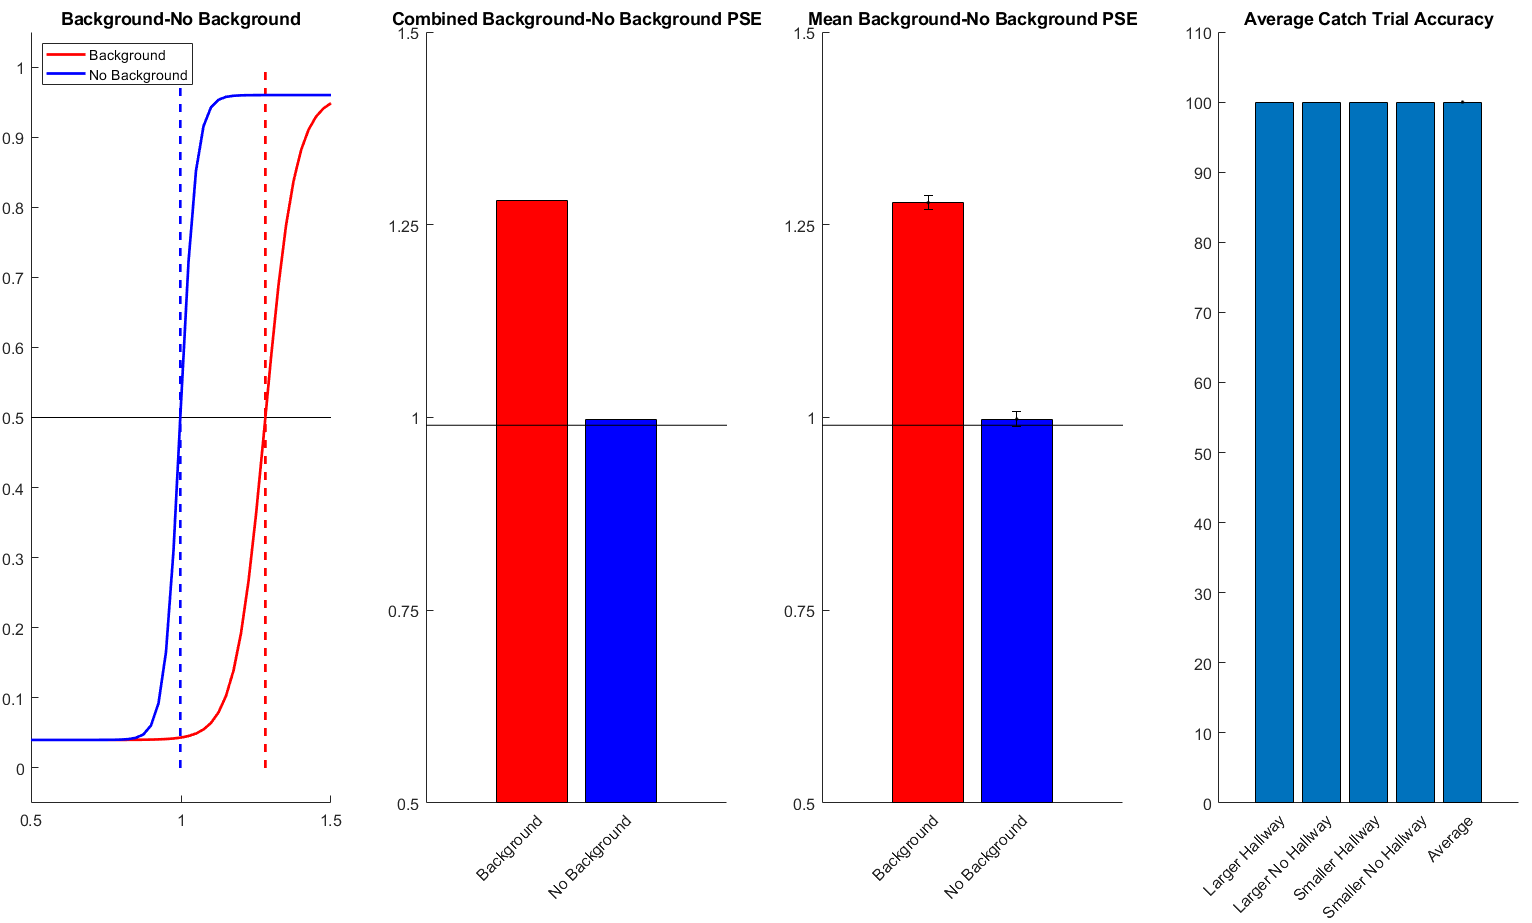 Background-No Background
Background
No Background
1
0.9
0.8
0.7
0.6
0.5
0.4
0.3
0.2
0.1
0
0.5
1
1.5
Combined Background-No Background PSE
1.5
1.25
1
0.75
0.5
Background
No Background
Mean Background-No Background PSE
1.5
1.25
1
0.75
0.5
Background
No Background
Average Catch Trial Accuracy
110
100
90
80
70
60
50
40
30
20
10
0
Larger Hallway
Larger No Hallway
Smaller Hallway
Smaller No Hallway
Average